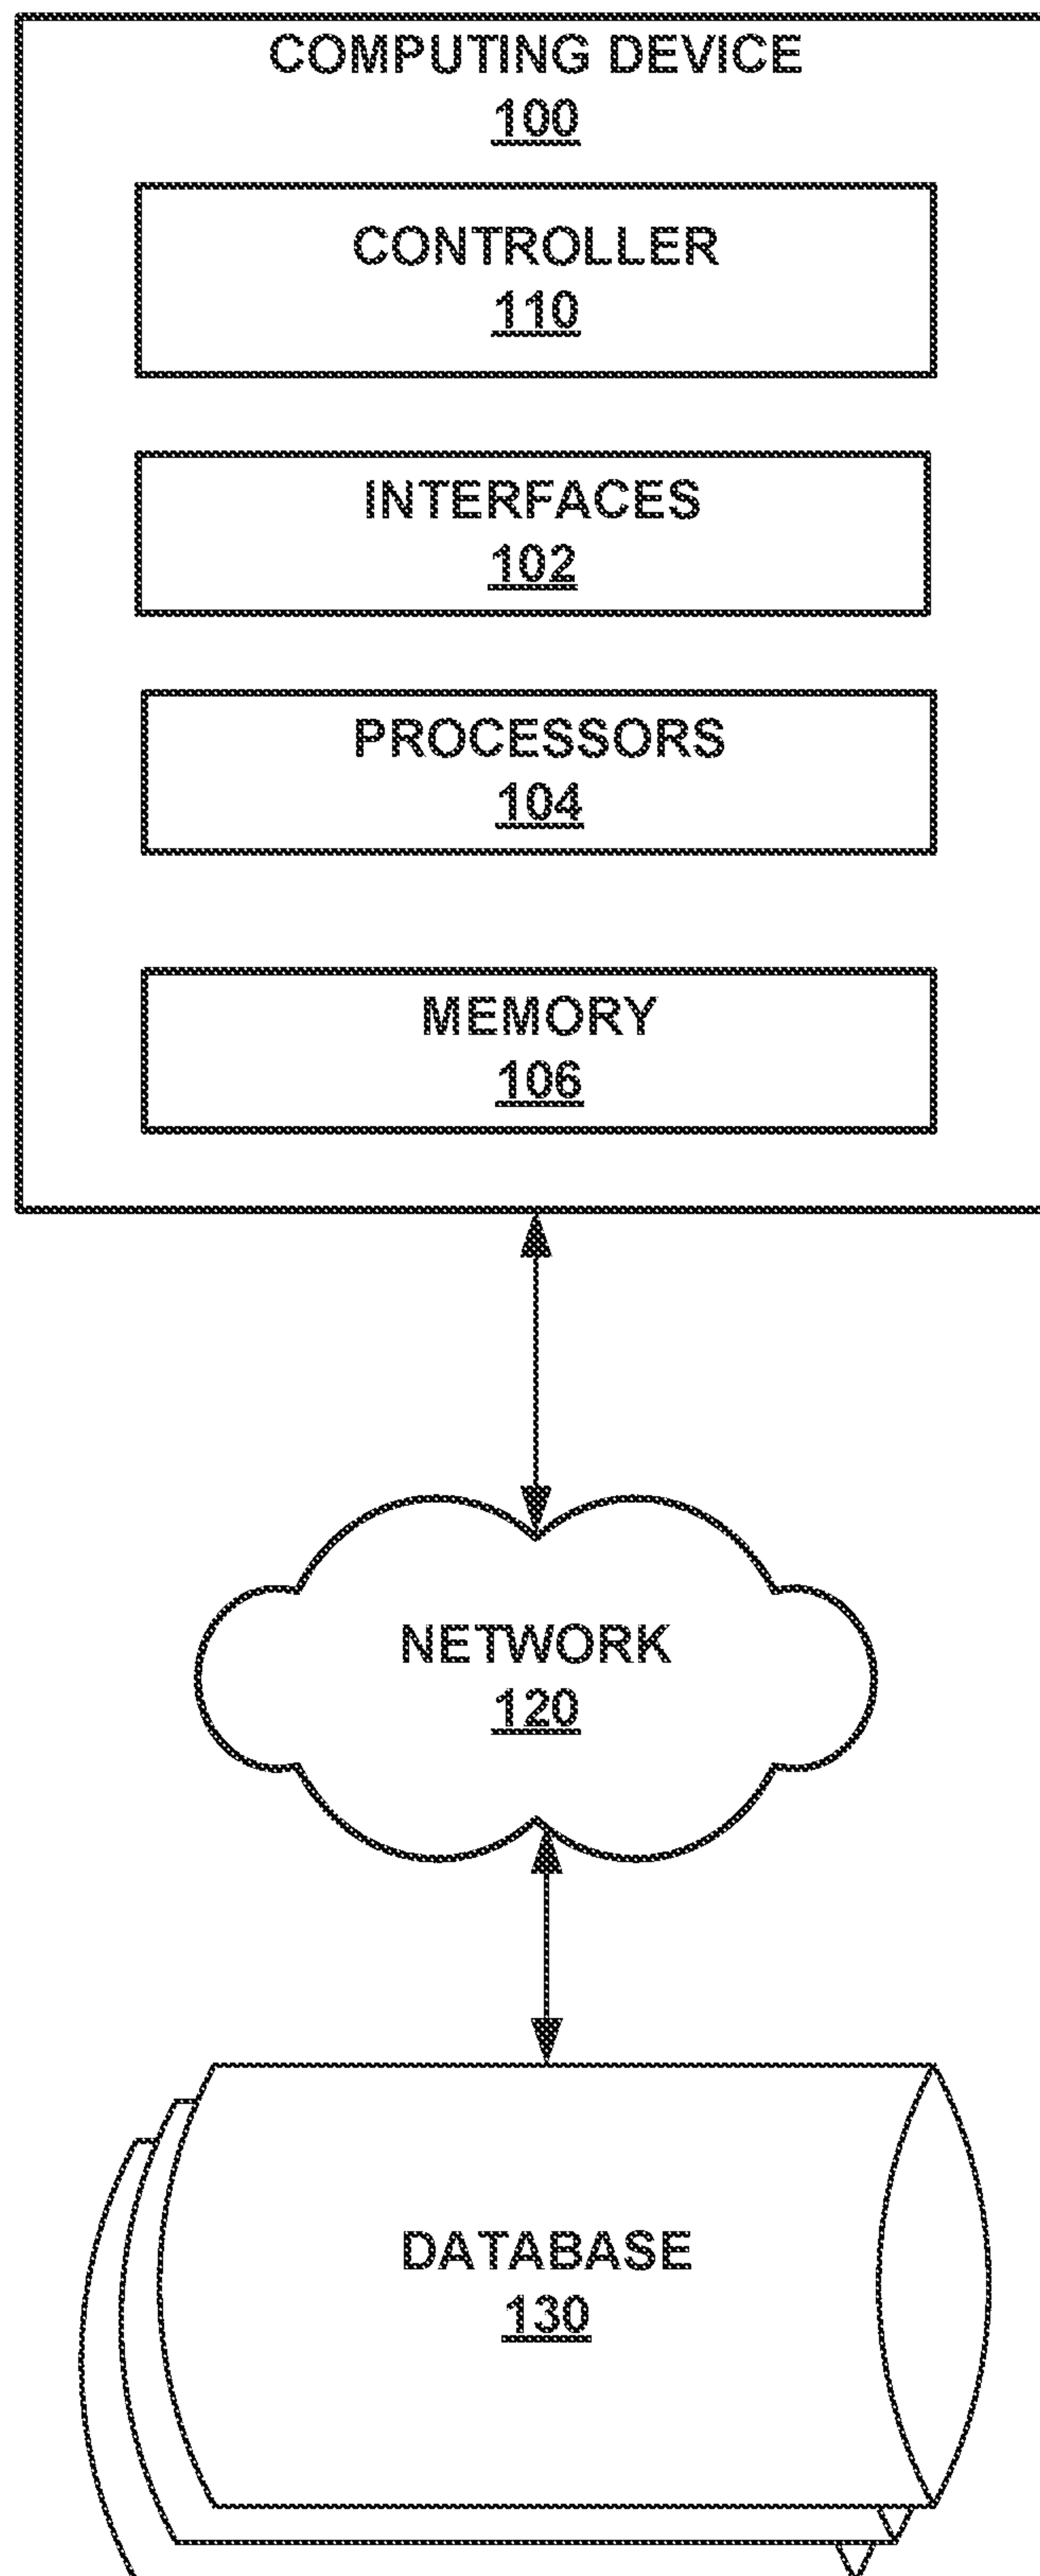 COMPUTING DEVICE
100
CONTROLLER
110
INTERFACES
102
PROCESSORS
104
MEMORY
106
NETWORK
120
DATABASE
130